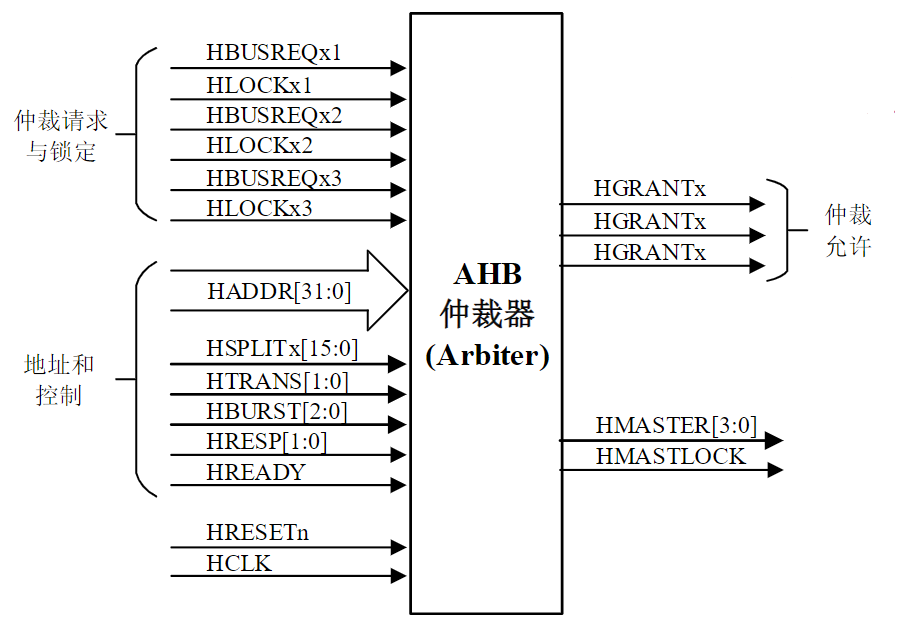 仲裁请求
与锁定
HBUSREQx1
HLOCKx1
HBUSREQx2
HLOCKx2
HBUSREQx3
HLOCKx3
地址和
控制
HADDR[31:0]
HSPLITx[15:0]
HTRANS[1:0]
HBURST[2:0]
HRESP[1:0]
HREADY
HRESETn
HCLK
AHB
仲裁器
(Arbiter)
HGRANTx
HGRANTx
HGRANTx
仲裁
允许
HMASTER[3:0]
HMASTLOCK